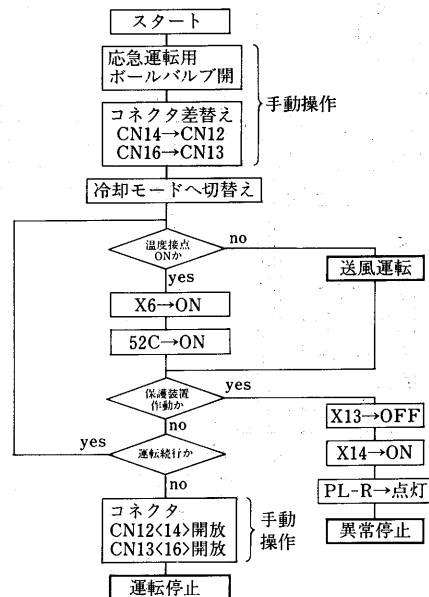 スタート
応急運転用
ボールバルブ開
コネクタ差替え
CN14→CN12
CN16→CN13
手動操作
冷却モードへ切替え
温度接点
ONか
no
yes
送風運転
X6→ON
52C→ON
保護装置
作動か
yes
no
X13→OFF
運転続行か
yes
no
X14→ON
PL-R→点灯
異常停止
コネクタ
CN12<14>開放
CN13<16>開放
手動
操作
運転停止